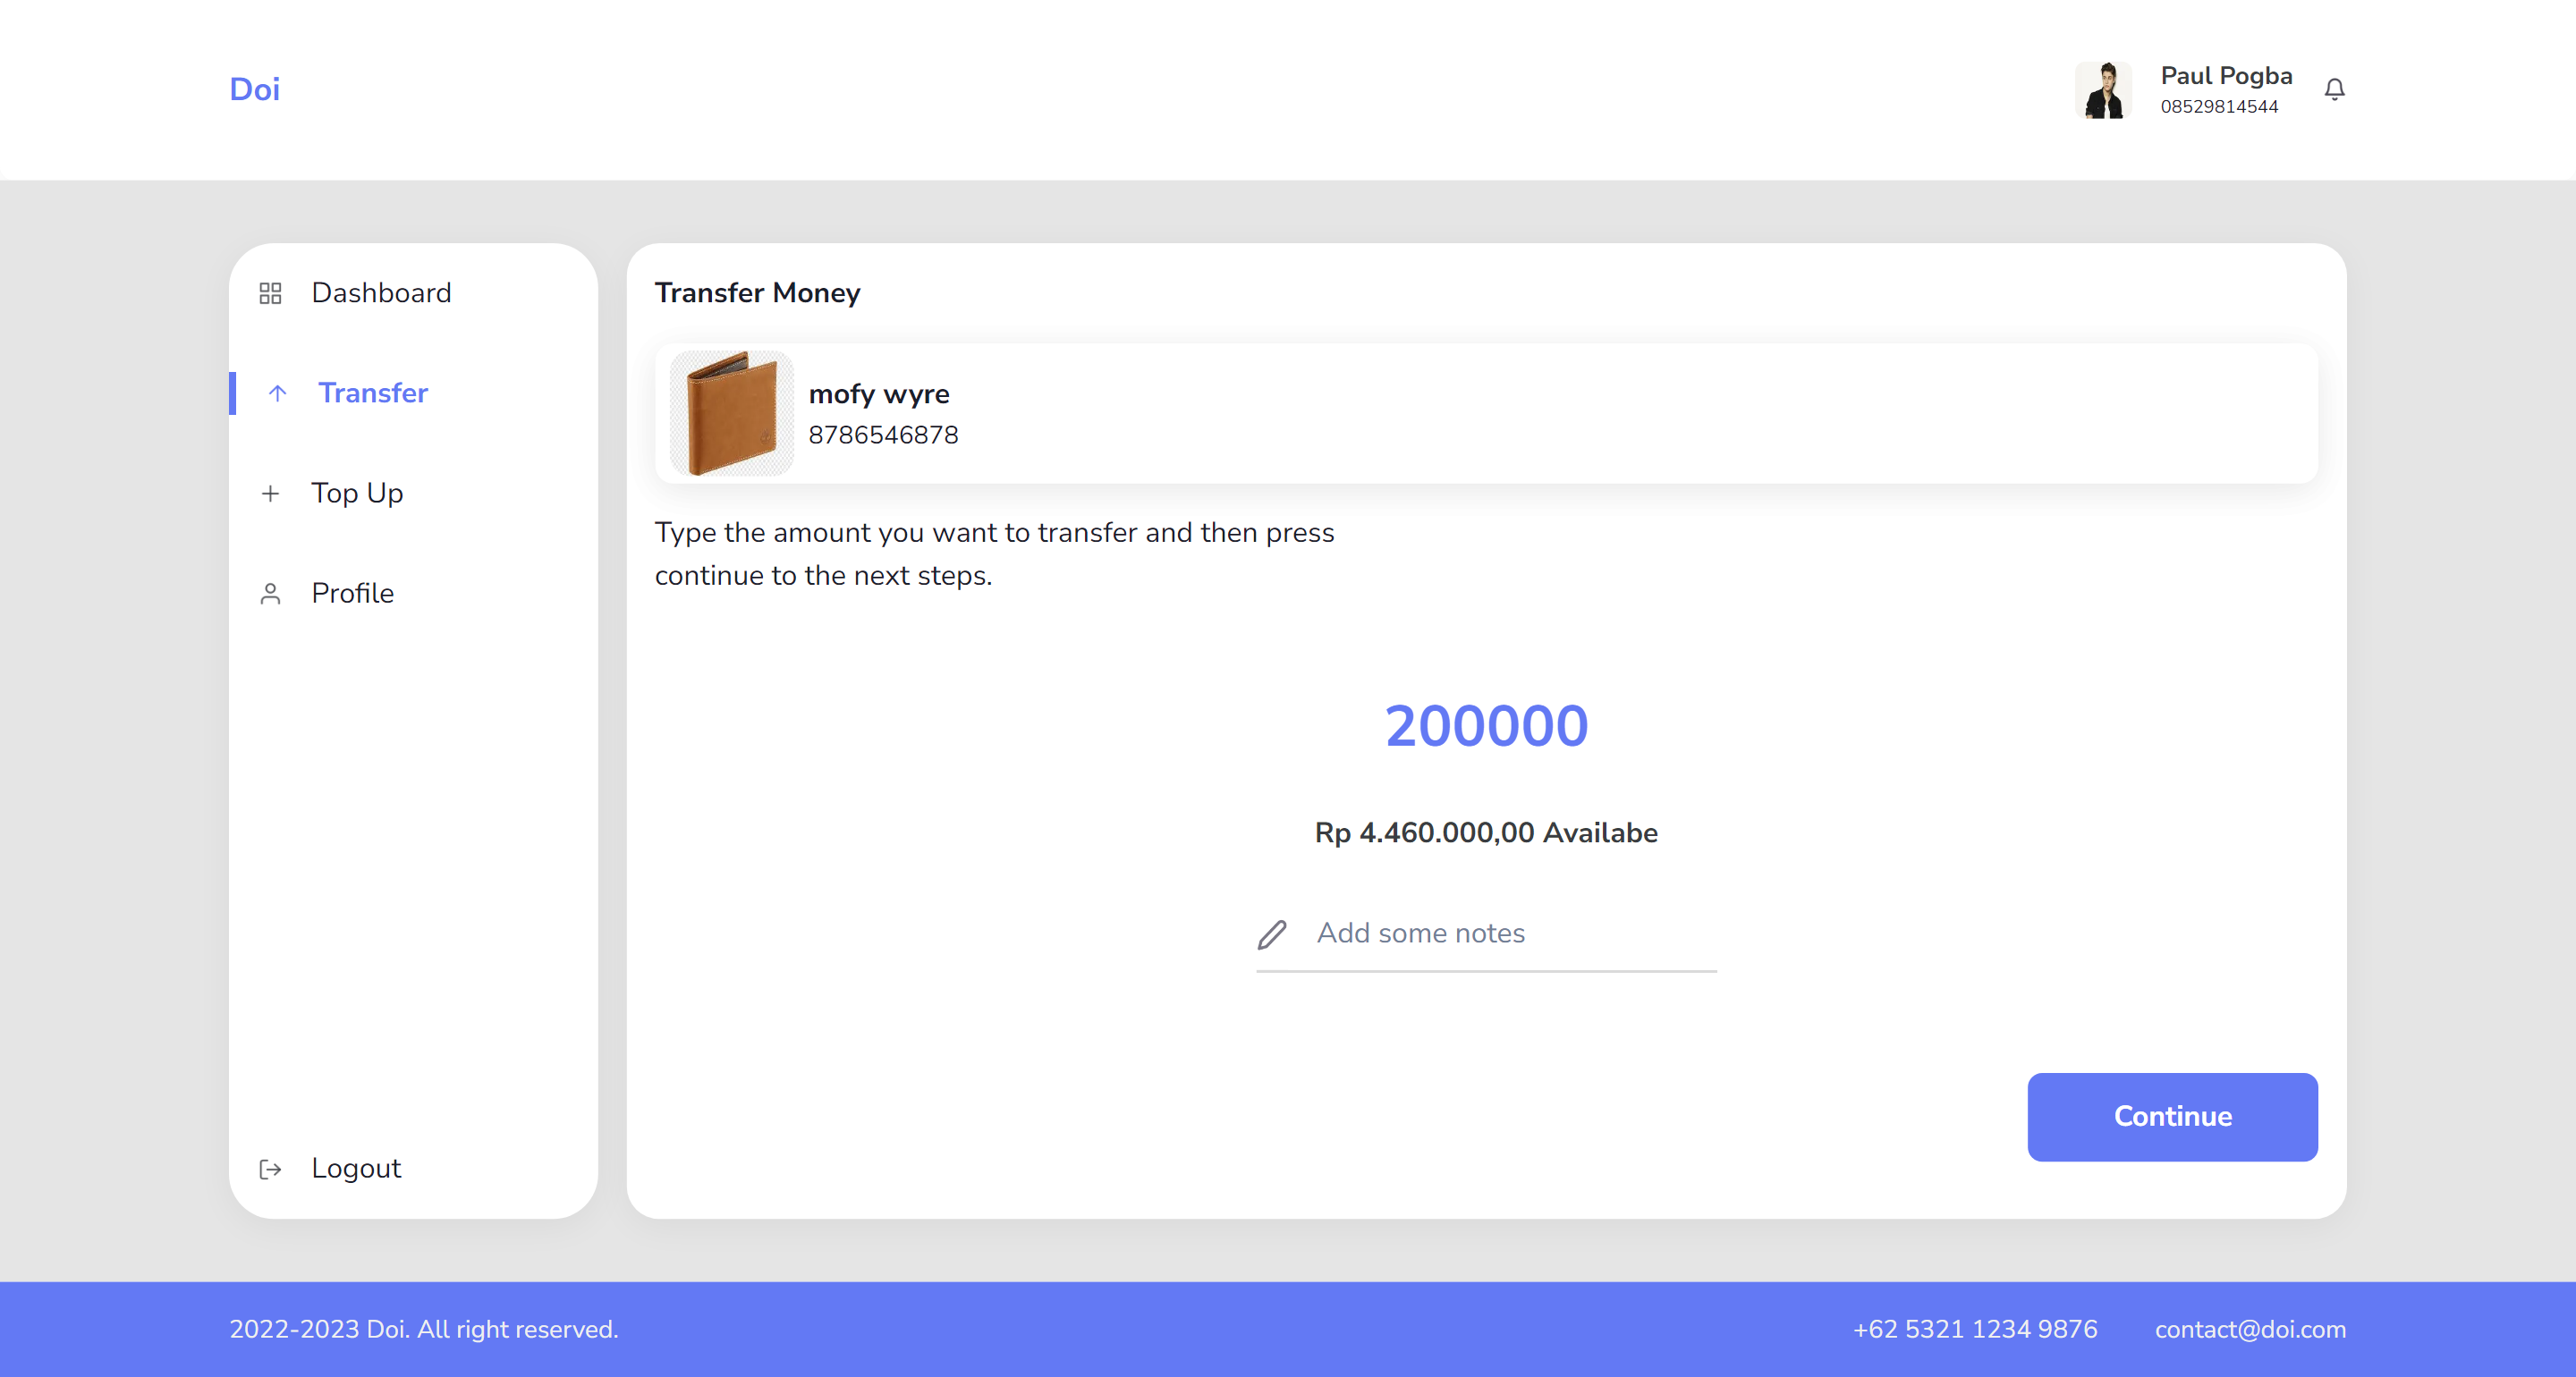 Doi
Paul Pogba
08529814544
Dashboard
Transfer
Top Up
Profile
Logout
Transfer Money
mofy wyre
8786546878
Type the amount you want to transfer and then press
continue to the next steps.
200000
Rp 4.460.000,00 Availabe
Add some notes
Continue
2022-2023 Doi. All right reserved.
+62 5321 1234 9876
contact@doi.com